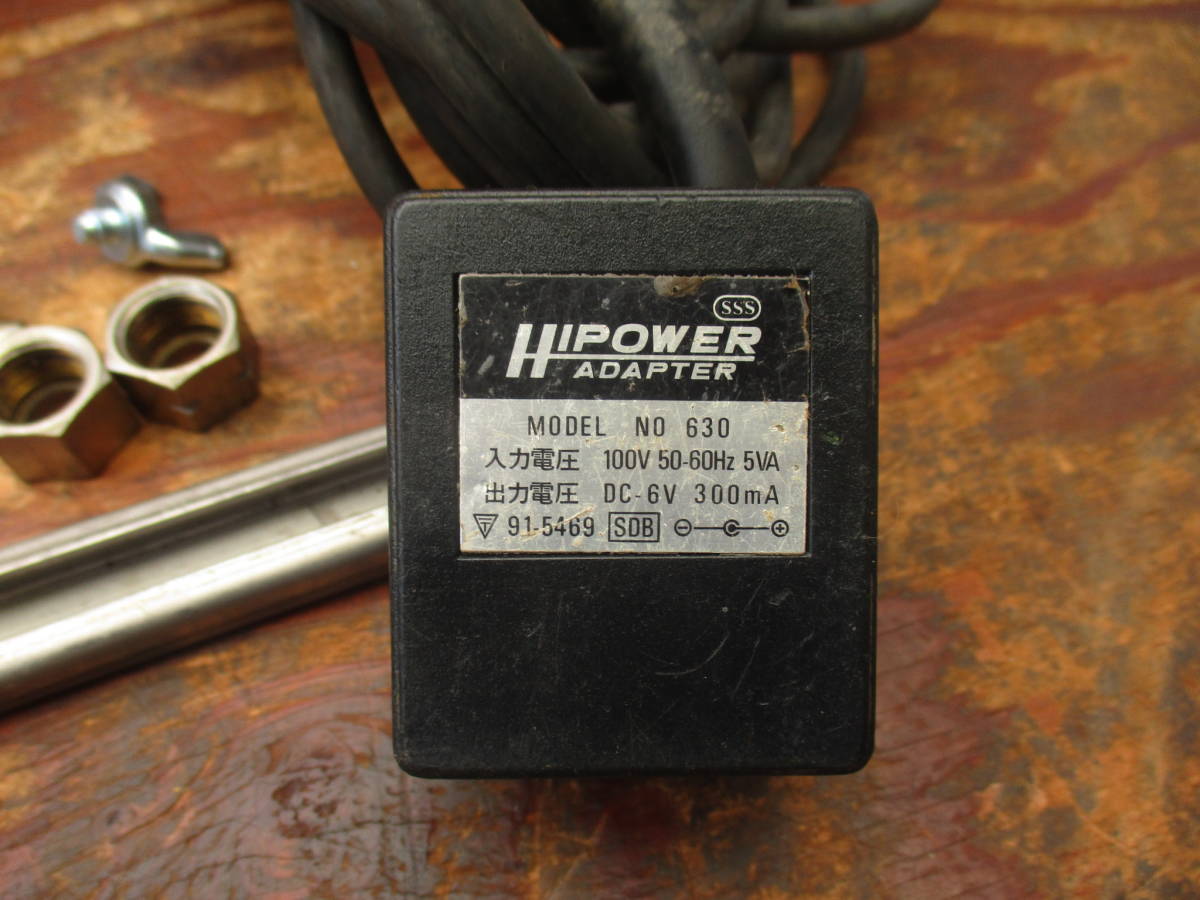 SSS
HIPOWER
ADAPTER
MODEL NO 630
入力電圧 100V 50-60Hz 5VA
出力電圧 DC-6V 300mA
T 91-5469 SDB ⊖ ⊕